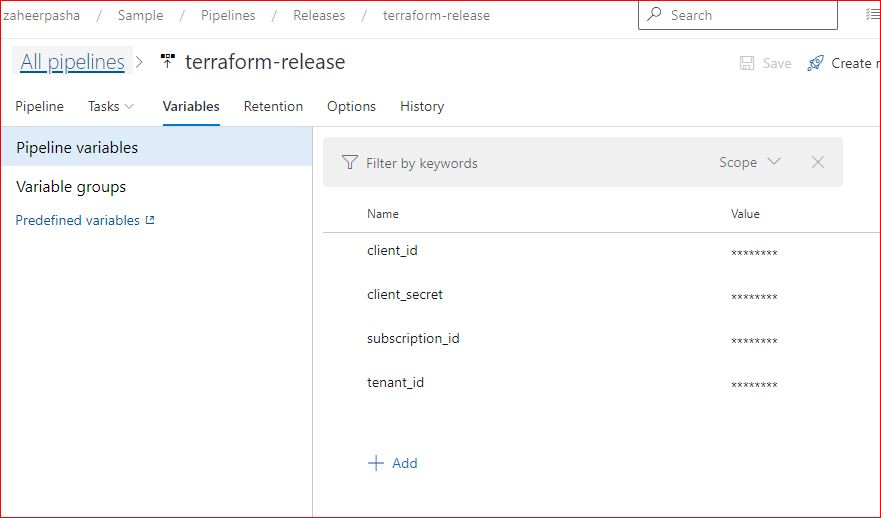 zaheerpasha / Sample / Pipelines / Releases / terraform-release
Search
All pipelines > terraform-release
Save
Create r
Pipeline Tasks Variables Retention Options History
Pipeline variables
Variable groups
Predefined variables
Filter by keywords
Scope
Name Value
client_id ********
client_secret ********
subscription_id ********
tenant_id ********
+ Add